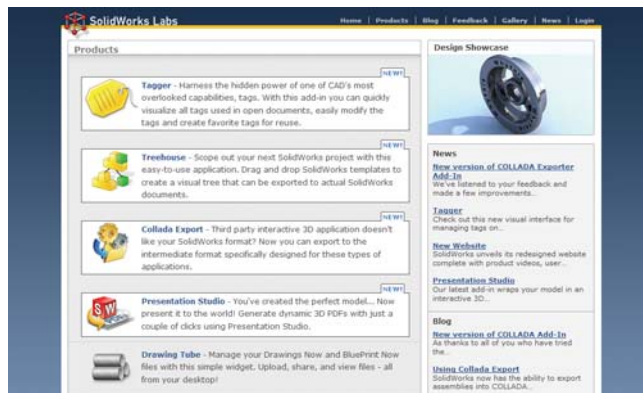 SolidWorks Labs
Home | Products | Blog | Feedback | Gallery | News | Login
Products
NEW!
Tagger - Harness the hidden power of one of CAD's most
overlooked capabilities, tags. With this add-in you can quickly
visualize all tags used in open documents, easily modify the
tags and create favorite tags for reuse.
NEW!
Treehouse - Scope out your next SolidWorks project with this
easy-to-use application. Drag and drop SolidWorks templates to
create a visual tree that can be exported to actual SolidWorks
documents.
NEW!
Collada Export - Third party interactive 3D application doesn't
like your SolidWorks format? Now you can export to the
intermediate format specifically designed for these types of
applications.
NEW!
Presentation Studio - You've created the perfect model... Now
present it to the world! Generate dynamic 3D PDFs with just a
couple of clicks using Presentation Studio.
Drawing Tube - Manage your Drawings Now and BluePrint Now
files with this simple widget. Upload, share, and view files - all
from your desktop!
Design Showcase
News
New version of COLLADA Exporter
Add-In
We've listened to your feedback and
made a few improvements...
Tagger
Check out this new visual interface for
managing tags on...
New Website
SolidWorks unveils its redesigned website
complete with product videos, user...
Presentation Studio
Our latest add-in wraps your model in an
interactive 3D...
Blog
New version of COLLADA Add-In
As thanks to all of you who have tried
the...
Using Collada Export
SolidWorks now has the ability to export
assemblies into COLLADA...